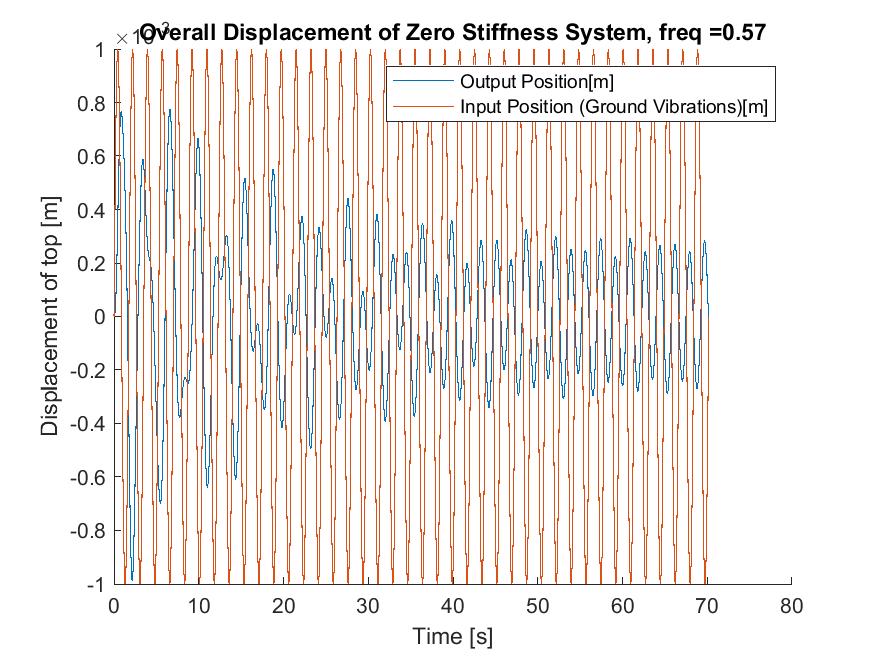 Overall Displacement of Zero Stiffness System, freq =0.57
×10-3
Output Position[m]
Input Position (Ground Vibrations)[m]
Displacement of top [m]
1
0.8
0.6
0.4
0.2
0
-0.2
-0.4
-0.6
-0.8
-1
0 10 20 30 40 50 60 70 80
Time [s]